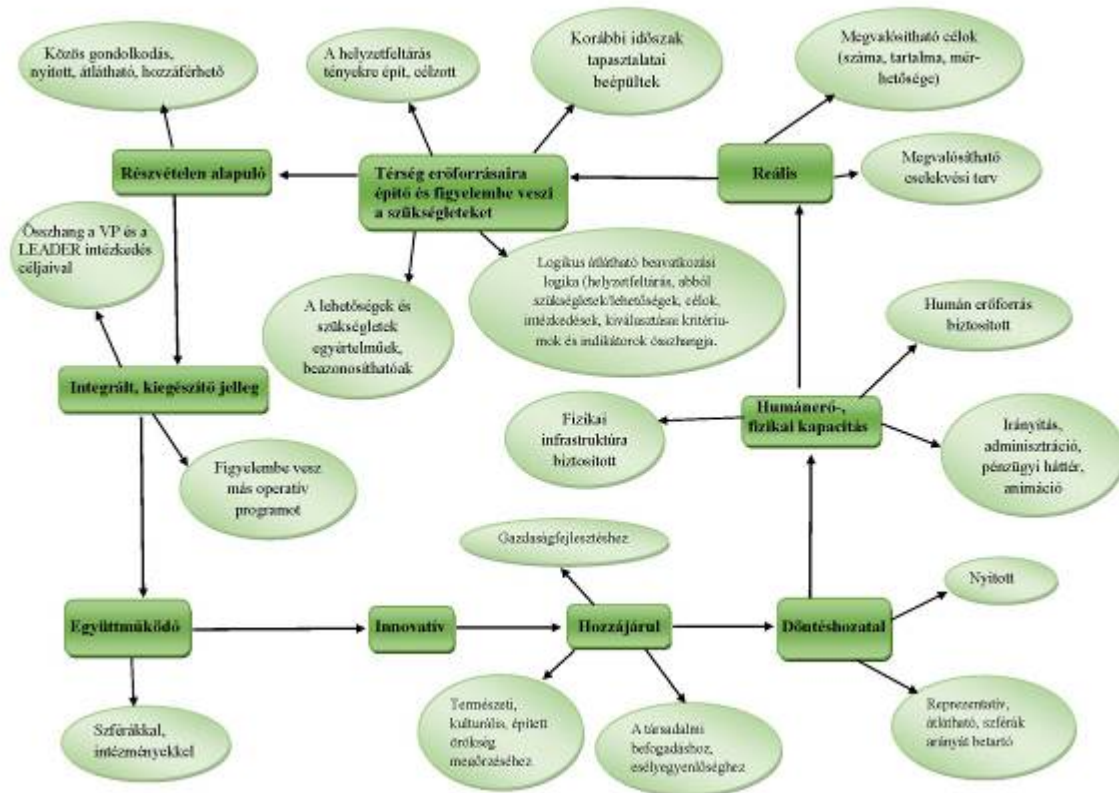 Közös gondolkodás,
nyitott, átlátható, hozzáférhető
A helyzetfeltárás
tényekre épít, célzott
Korábbi időszak
tapasztalatai
beépültek
Megvalósítható célok
(száma, tartalma, mér-
hetősége)
Részvételen alapuló
Térség erőforrásaira
építő és figyelembe veszi
a szükségleteket
Reális
Megvalósítható
cselekvési terv
Összhang a VP és a
LEADER intézkedés
céljaival
A lehetőségek és
szükségletek
egyértelműek,
beazonosíthatóak
Logikus átlátható beavatkozási
logika (helyzetfeltárás, abból
szükségletek/lehetőségek, célok,
intézkedések, kiválasztásai kritériu-
mok és indikátorok összhangja.
Humán erőforrás
biztosított
Integrált, kiegészítő jelleg
Humánerő-,
fizikai kapacitás
Fizikai
infrastruktúra
biztosított
Irányítás,
adminisztráció,
pénzügyi háttér,
animáció
Figyelembe vesz
más operatív
programot
Gazdaságfejlesztéshez
Nyitott
Együttműködő
Innovatív
Hozzájárul
Döntéshozatal
Szférákkal,
intézményekkel
Természeti,
kulturális, épített
örökség
megőrzéséhez
A társadalmi
befogadáshoz,
esélyegyenlőséghez
Reprezentatív,
átlátható, szférák
arányát betartó